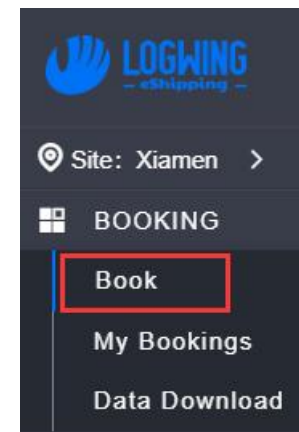 LOGWING
– eShipping –
Site: Xiamen >
BOOKING
Book
My Bookings
Data Download